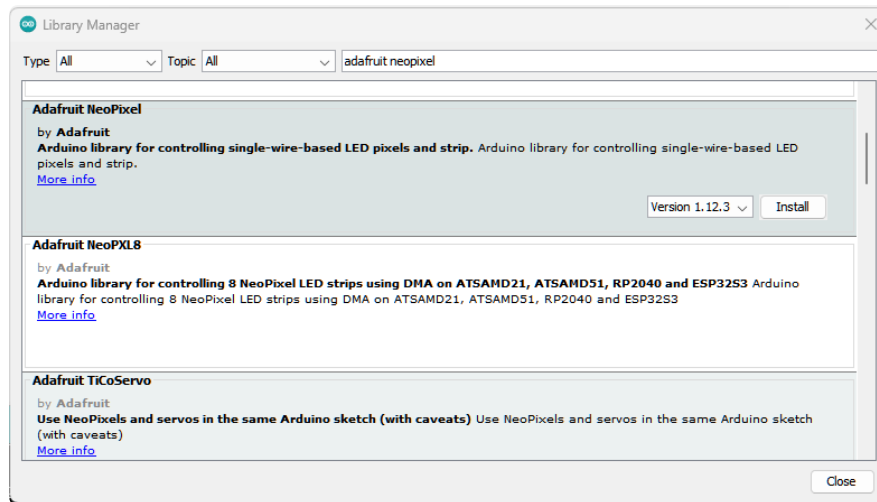 Library Manager
Type All Topic All adafruit neopixel
Adafruit NeoPixel
by Adafruit
Arduino library for controlling single-wire-based LED pixels and strip. Arduino library for controlling single-wire-based LED
pixels and strip.
More info
Version 1.12.3 Install
Adafruit NeoPXL8
by Adafruit
Arduino library for controlling 8 NeoPixel LED strips using DMA on ATSAMD21, ATSAMD51, RP2040 and ESP32S3 Arduino
library for controlling 8 NeoPixel LED strips using DMA on ATSAMD21, ATSAMD51, RP2040 and ESP32S3
More info
Adafruit TiCoServo
by Adafruit
Use NeoPixels and servos in the same Arduino sketch (with caveats) Use NeoPixels and servos in the same Arduino sketch
(with caveats)
More info
Close